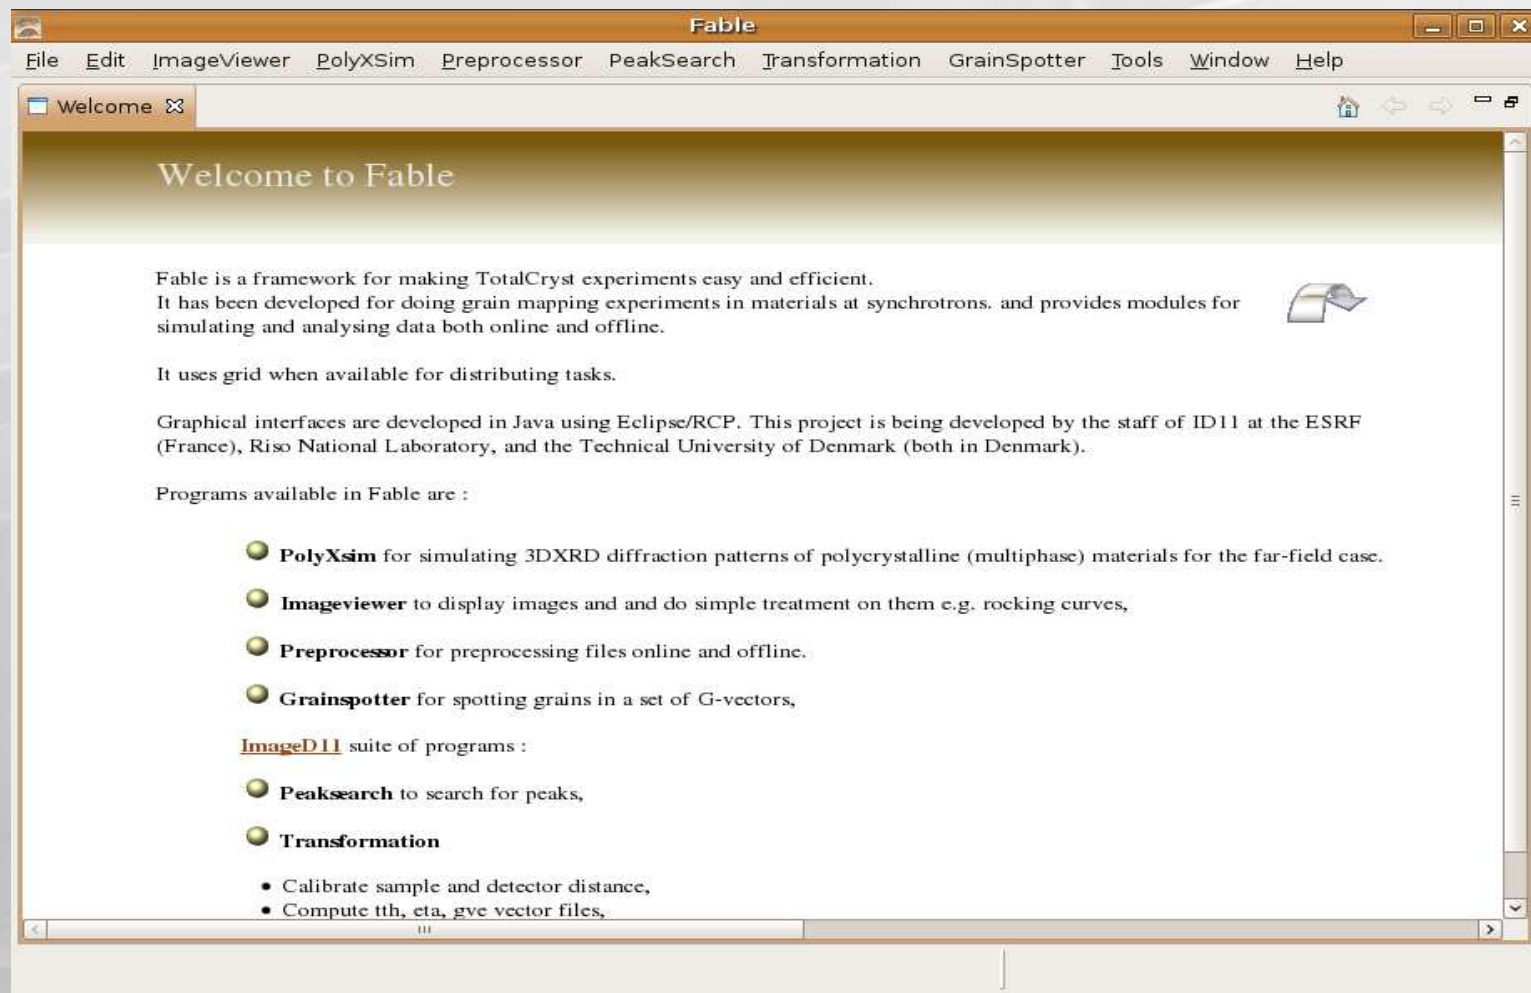 Fable
File Edit ImageViewer PolyXSim Preprocessor PeakSearch Transformation GrainSpotter Tools Window Help
Welcome
Welcome to Fable
Fable is a framework for making TotalCryst experiments easy and efficient.
It has been developed for doing grain mapping experiments in materials at synchrotrons. and provides modules for
simulating and analysing data both online and offline.
It uses grid when available for distributing tasks.
Graphical interfaces are developed in Java using Eclipse/RCP. This project is being developed by the staff of ID11 at the ESRF
(France), Riso National Laboratory, and the Technical University of Denmark (both in Denmark).
Programs available in Fable are :
PolyXsim for simulating 3DXRD diffraction patterns of polycrystalline (multiphase) materials for the far-field case.
Imageviewer to display images and and do simple treatment on them e.g. rocking curves,
Preprocessor for preprocessing files online and offline.
Grainspotter for spotting grains in a set of G-vectors,
ImageD11 suite of programs :
Peaksearch to search for peaks,
Transformation
• Calibrate sample and detector distance,
• Compute tth, eta, gve vector files,